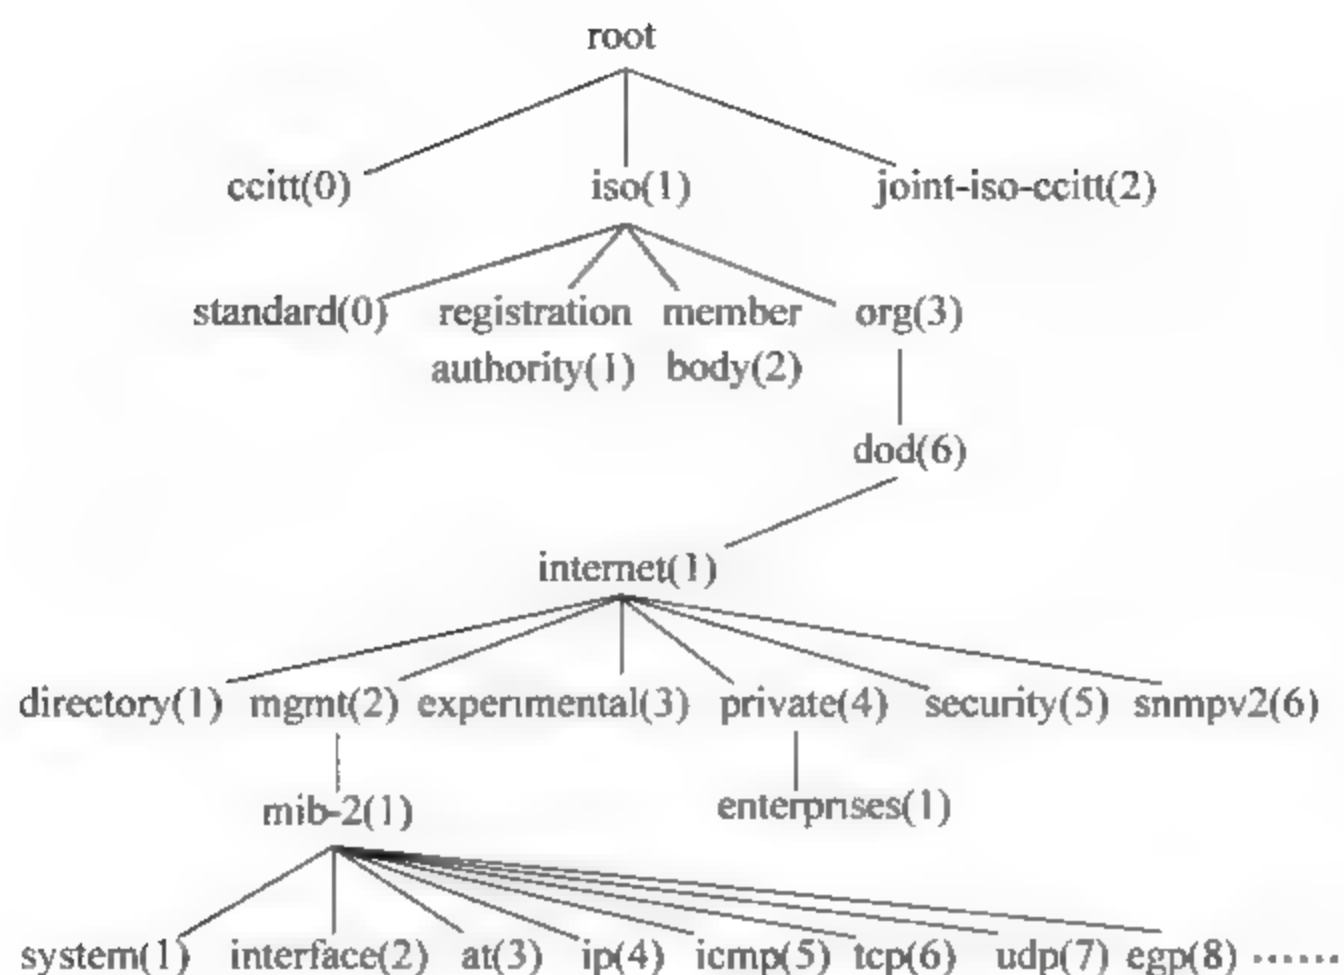 root
ccitt(0) iso(1) joint-iso-ccitt(2)
standard(0) registration member org(3)
authority(1) body(2)
dod(6)
internet(1)
directory(1) mgmt(2) experimental(3) private(4) security(5) snmpv2(6)
mib-2(1) enterprises(1)
system(1) interface(2) at(3) ip(4) icmp(5) tcp(6) udp(7) egp(8) ······